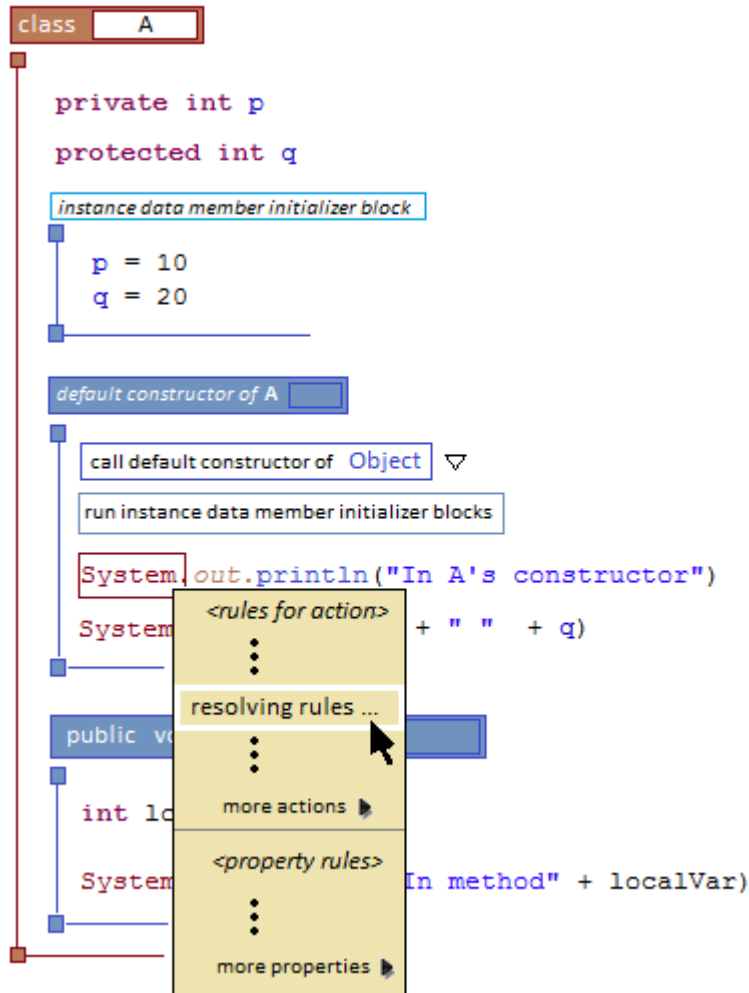 class A
private int p
protected int q
instance data member initializer block
p = 10
q = 20
default constructor of A
call default constructor of Object
run instance data member initializer blocks
System.out.println("In A's constructor")
<rules for action>
System + " " + q)
resolving rules ...
public
more actions
int
<property rules>
System In method" + localVar)
more properties